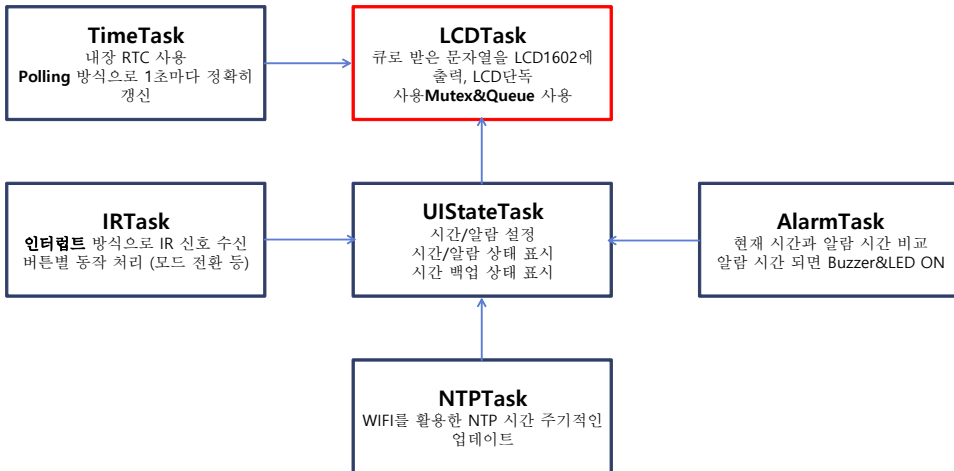 TimeTask
내장 RTC 사용
Polling 방식으로 1초마다 정확히
갱신
LCDTask
큐로 받은 문자열을 LCD1602에
출력, LCD단독
사용Mutex&Queue 사용
IRTask
인터럽트 방식으로 IR 신호 수신
버튼별 동작 처리 (모드 전환 등)
UIStateTask
시간/알람 설정
시간/알람 상태 표시
시간 백업 상태 표시
AlarmTask
현재 시간과 알람 시간 비교
알람 시간 되면 Buzzer&LED ON
NTPTask
WIFI를 활용한 NTP 시간 주기적인
업데이트